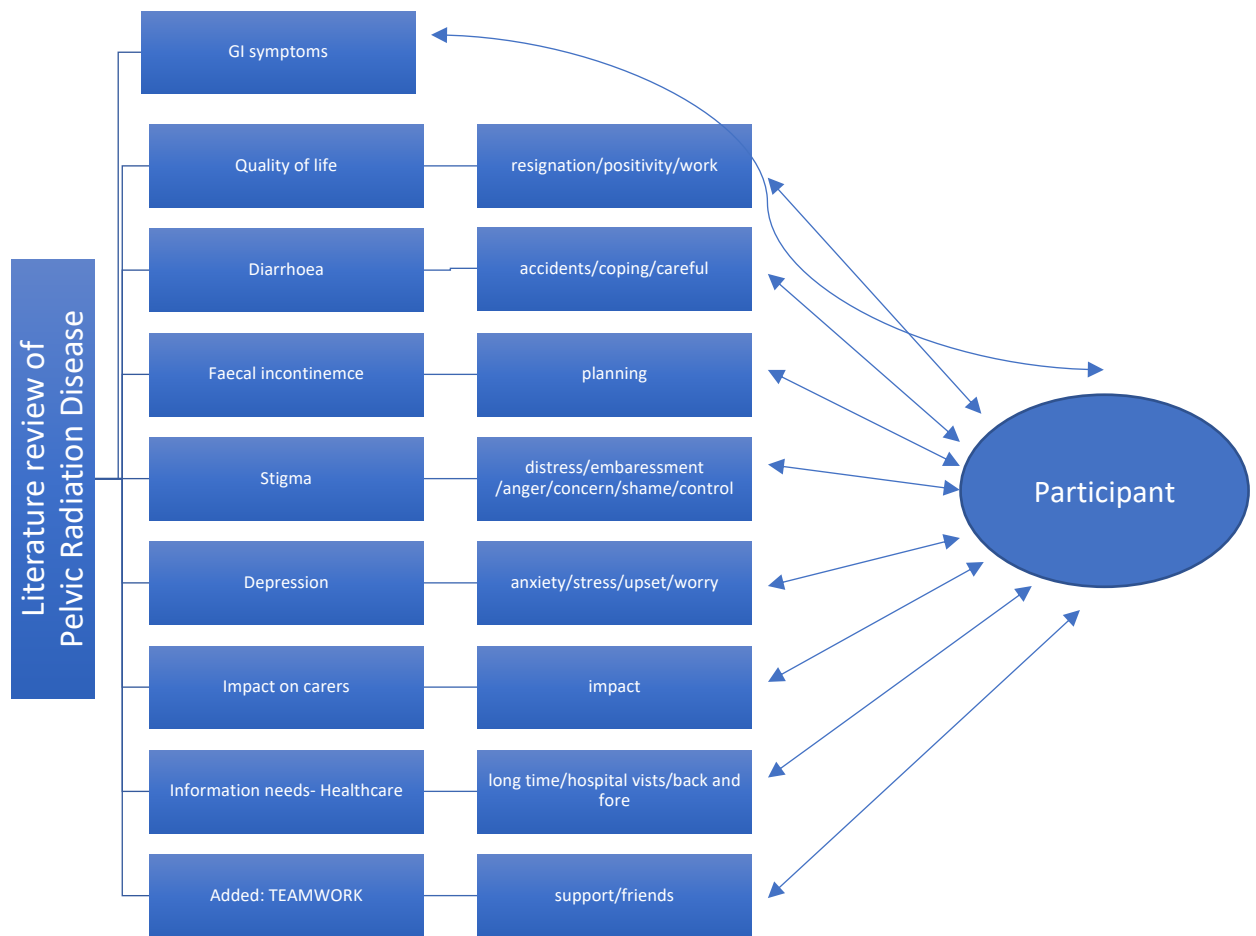 Literature review of
Pelvic Radiation Disease
GI symptoms
Quality of life
resignation/positivity/work
Diarrhoea
accidents/coping/careful
Faecal incontinemce
planning
Stigma
distress/embaressment
/anger/concern/shame/control
Depression
anxiety/stress/upset/worry
Impact on carers
impact
Information needs- Healthcare
long time/hospital vists/back and
fore
Added: TEAMWORK
support/friends
Participant